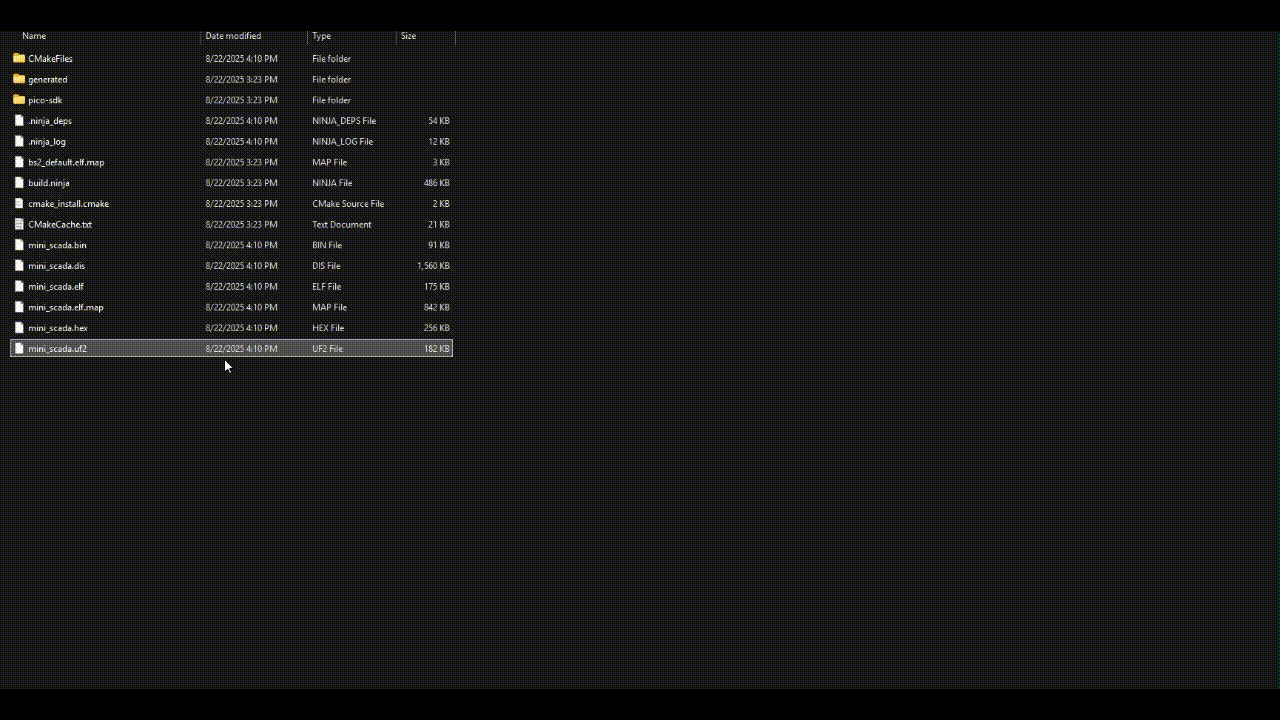 Name Date modified Type Size
CMakeFiles 8/22/2025 4:10 PM File folder
generated 8/22/2025 3:23 PM File folder
pico-sdk 8/22/2025 3:23 PM File folder
.ninja_deps 8/22/2025 4:10 PM NINJA_DEPS File 54 KB
.ninja_log 8/22/2025 4:10 PM NINJA_LOG File 12 KB
bs2_default.elf.map 8/22/2025 3:23 PM MAP File 3 KB
build.ninja 8/22/2025 3:23 PM NINJA File 486 KB
cmake_install.cmake 8/22/2025 3:23 PM CMake Source File 2 KB
CMakeCache.txt 8/22/2025 3:23 PM Text Document 21 KB
mini_scada.bin 8/22/2025 4:10 PM BIN File 91 KB
mini_scada.dis 8/22/2025 4:10 PM DIS File 1,560 KB
mini_scada.elf 8/22/2025 4:10 PM ELF File 175 KB
mini_scada.elf.map 8/22/2025 4:10 PM MAP File 842 KB
mini_scada.hex 8/22/2025 4:10 PM HEX File 256 KB
mini_scada.uf2 8/22/2025 4:10 PM UF2 File 182 KB